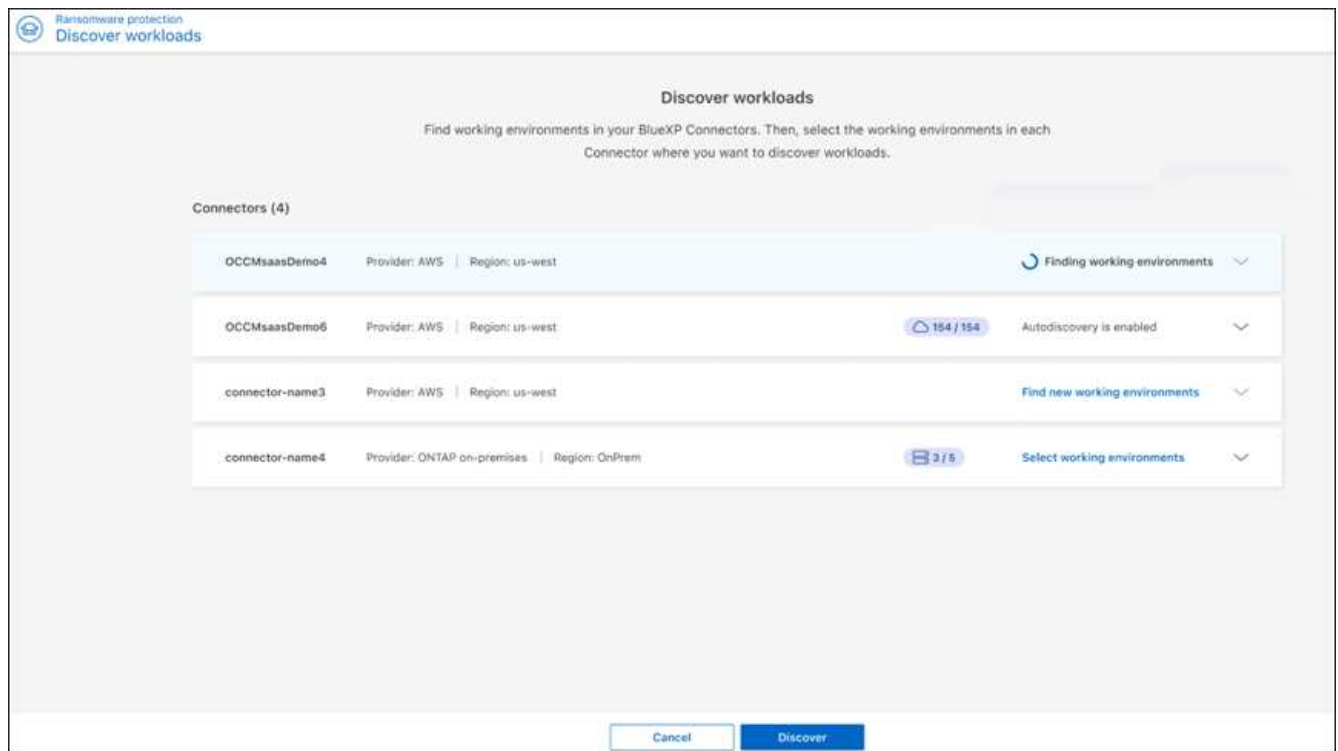 Ransomware protection
Discover workloads
Discover workloads
Find working environments in your BlueXP Connectors. Then, select the working environments in each
Connector where you want to discover workloads.
Connectors (4)
OCCMsaasDemo4 Provider: AWS | Region: us-west Finding working environments
OCCMsaasDemo6 Provider: AWS | Region: us-west 154 / 154 Autodiscovery is enabled
connector-name3 Provider: AWS | Region: us-west Find new working environments
connector-name4 Provider: ONTAP on-premises | Region: OnPrem 3 / 5 Select working environments
Cancel Discover